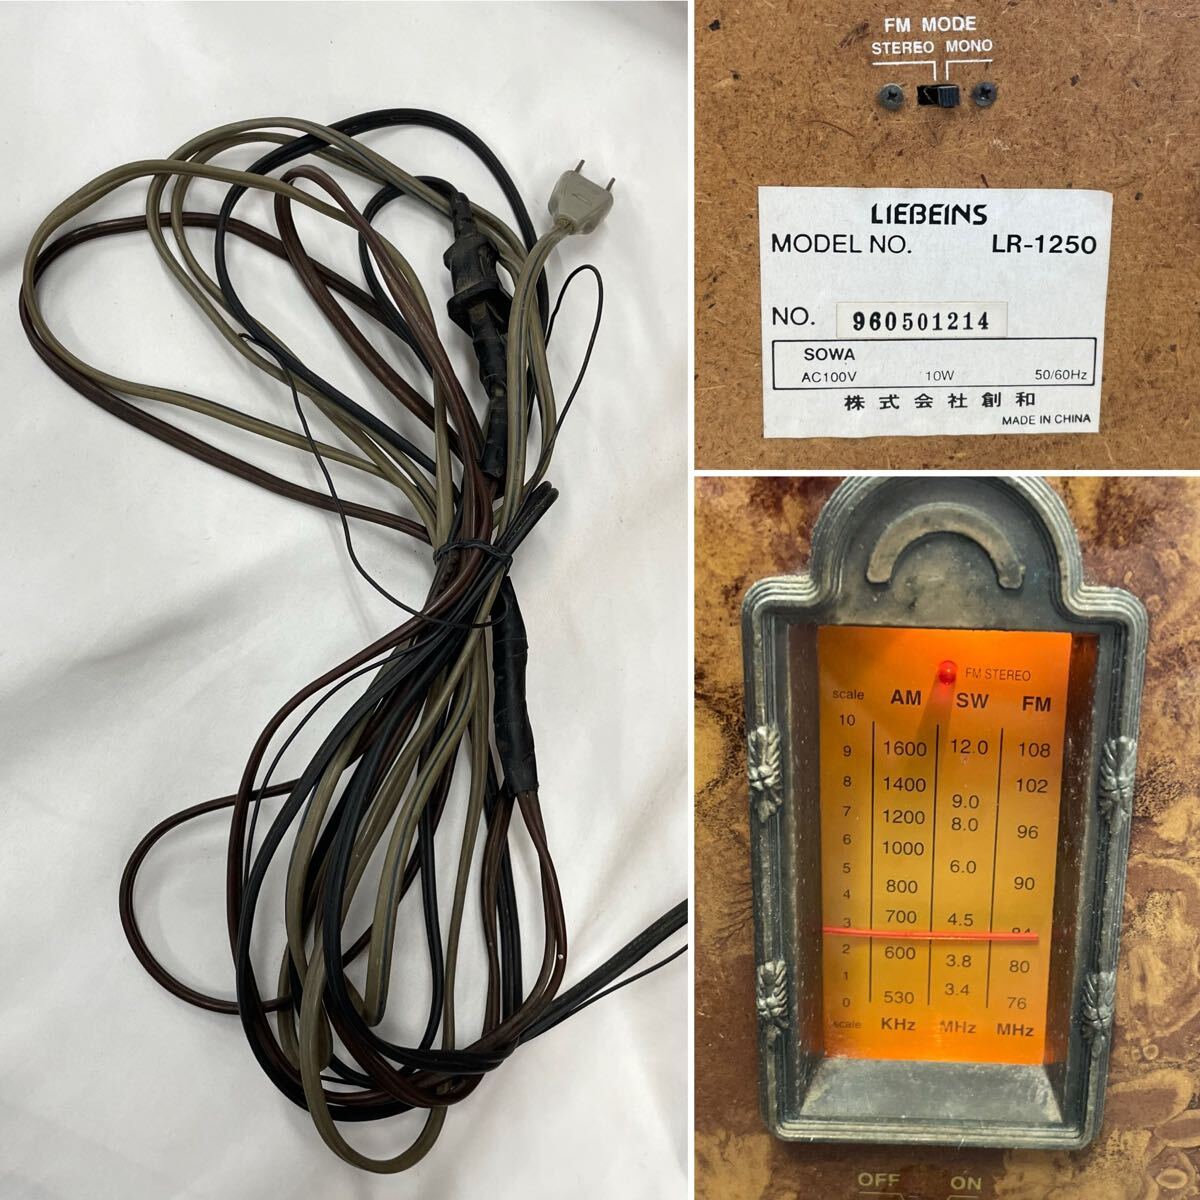 FM MODE
STEREO MONO
LIEBEINS
MODEL NO. LR-1250
NO. 960501214
SOWA
AC100V 10W 50/60Hz
株式会社創和
MADE IN CHINA
FM STEREO
scale AM SW FM
10
9 1600 12.0 108
8 1400 102
7 1200 9.0
8.0 96
6 1000
5 6.0
4 800 90
3 700 4.5 84
2 600 3.8 80
1 3.4
0 530 76
scale KHz MHz MHz
OFF ON